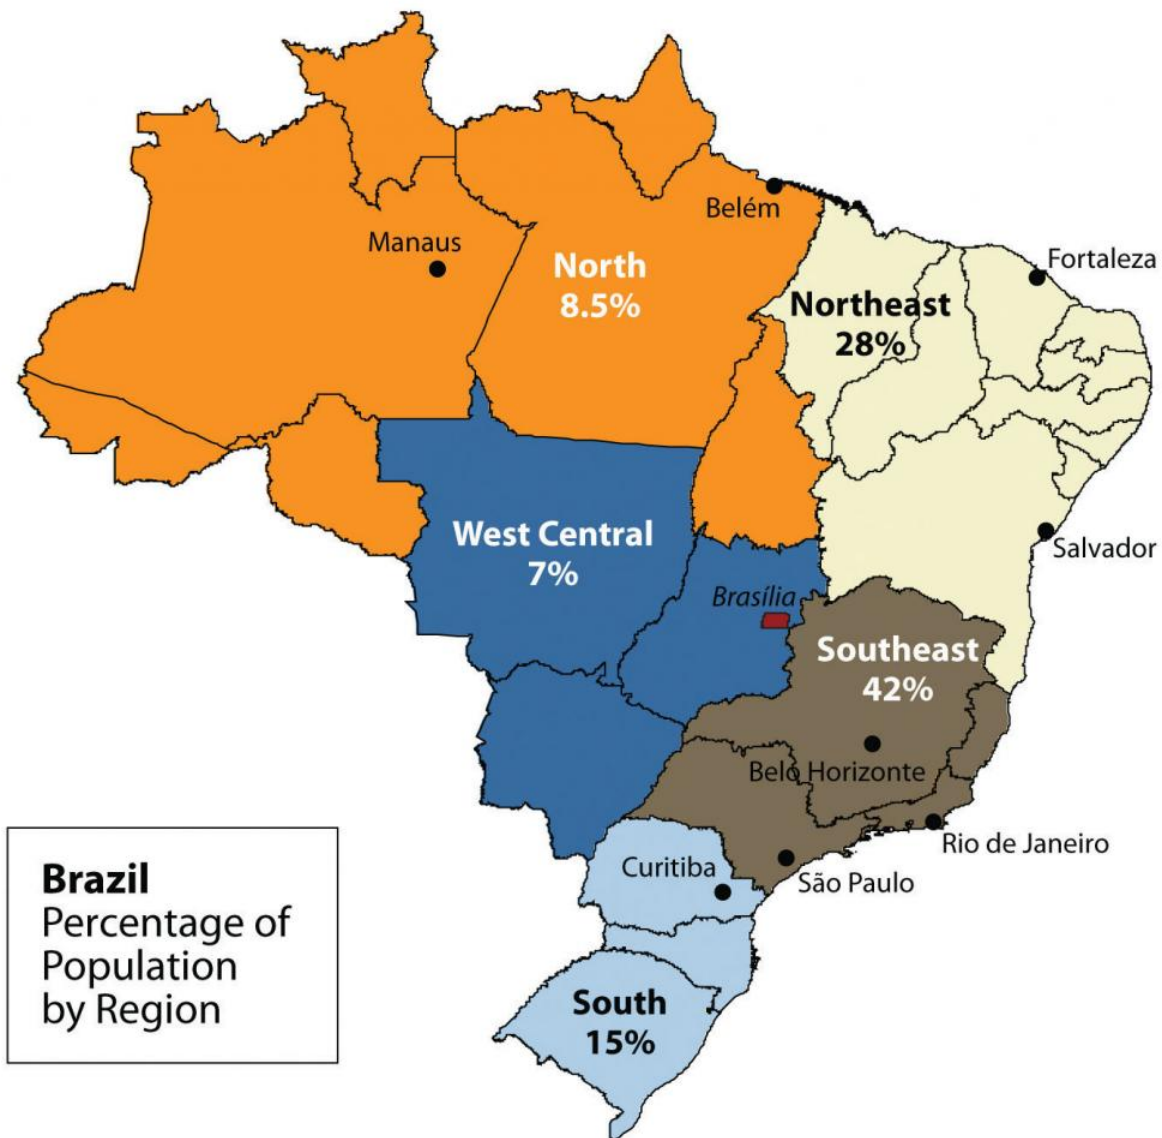 Belém
Manaus
North
8.5%
Fortaleza
Northeast
28%
West Central
7%
Salvador
Brasília
Southeast
42%
Belo Horizonte
Rio de Janeiro
Curitiba
São Paulo
Brazil
Percentage of
Population
by Region
South
15%